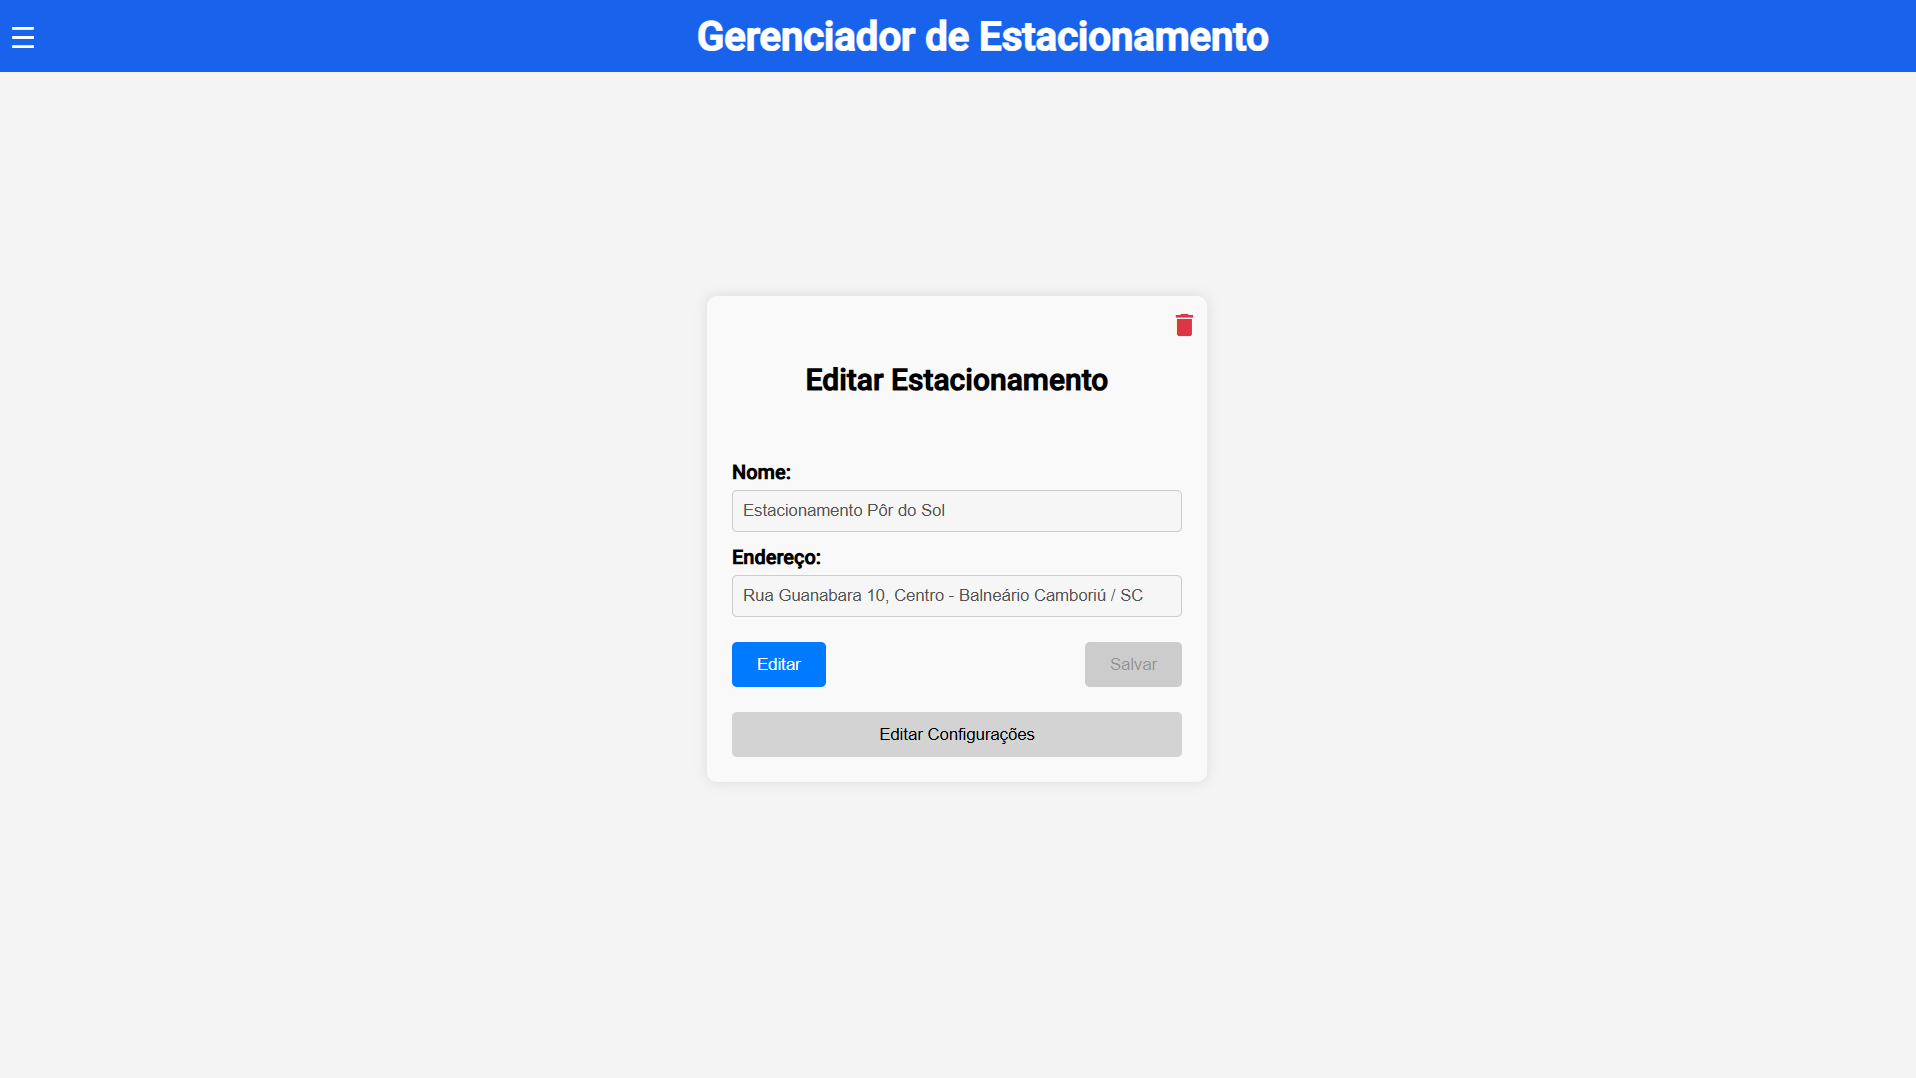 Gerenciador de Estacionamento
Editar Estacionamento
Nome:
Estacionamento Pôr do Sol
Endereço:
Rua Guanabara 10, Centro - Balneário Camboriú / SC
Editar
Salvar
Editar Configurações